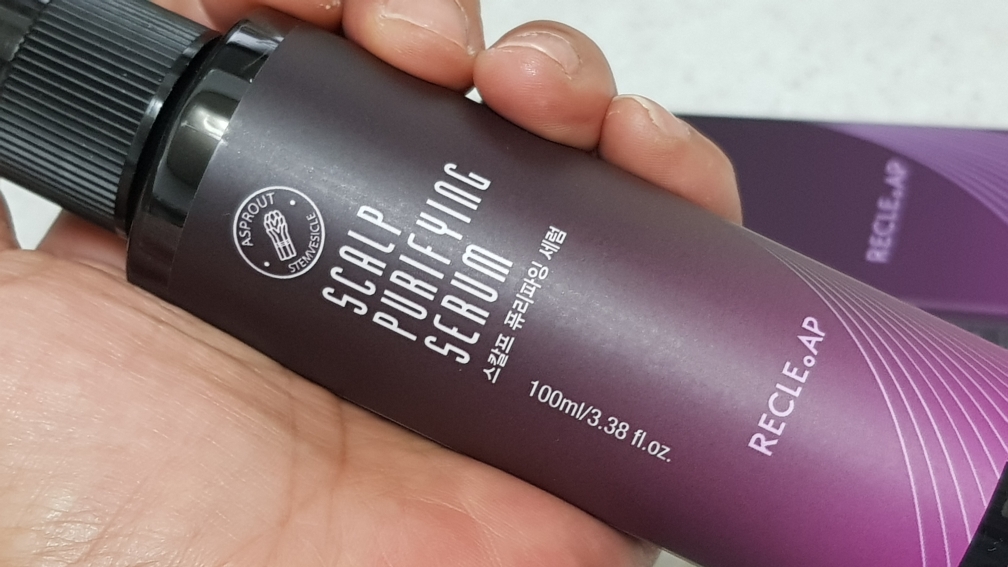 ASPROUT
STEMVESICLE
SCALP
PURIFYING
SERUM
스칼프 퓨리파잉 세럼
100ml/3.38 fl.oz.
RECLE.AP
RECLE.AP